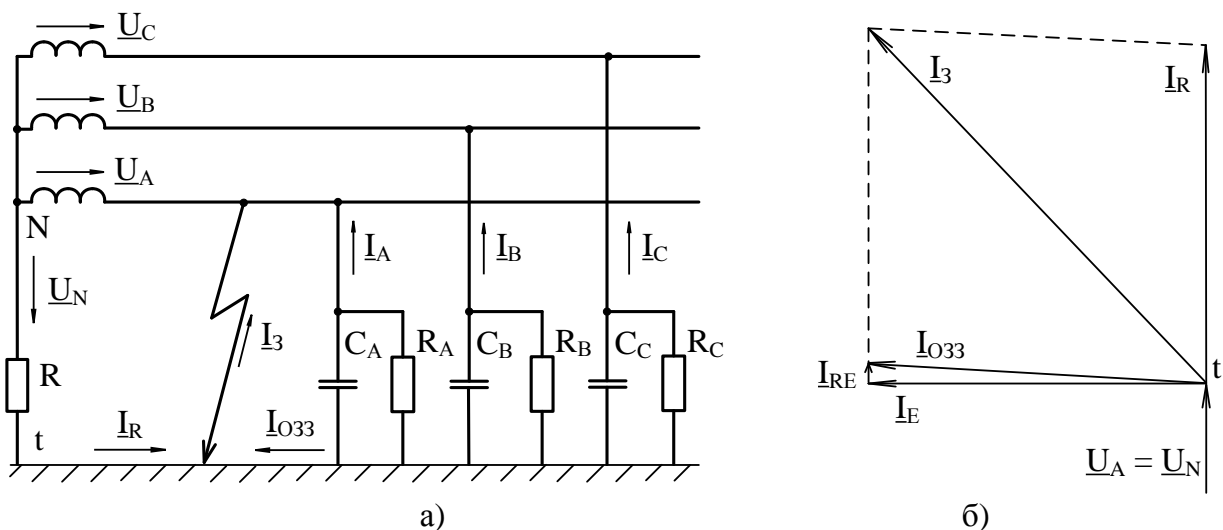 U_C
U_B
U_A
N
U_N
I_A
I_B
I_C
I_З
R
C_A
R_A
C_B
R_B
C_C
R_C
t
I_R
I_ОЗЗ
а)
I_З
I_R
I_ОЗЗ
t
I_RE
I_E
U_A = U_N
б)